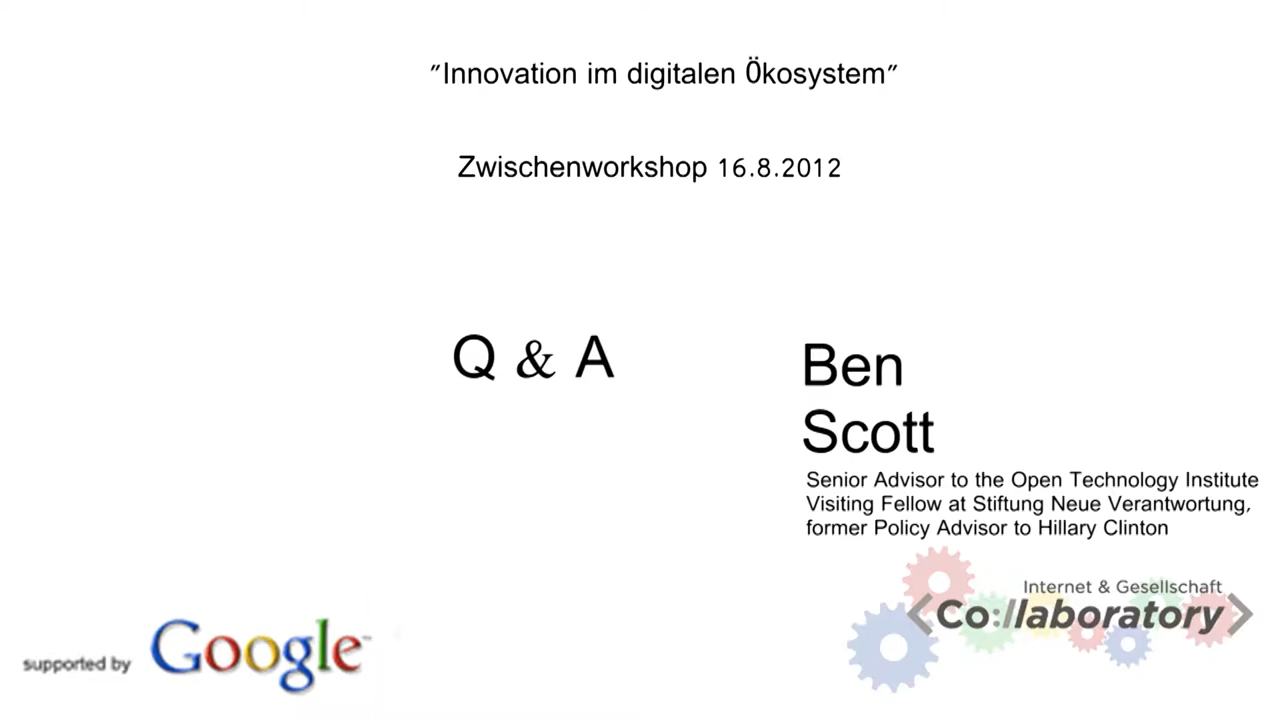 "Innovation im digitalen Ökosystem"
Zwischenworkshop 16.8.2012
Q & A
Ben
Scott
Senior Advisor to the Open Technology Institute
Visiting Fellow at Stiftung Neue Verantwortung,
former Policy Advisor to Hillary Clinton
Internet & Gesellschaft
<Co:llaboratory>
supported by Google™